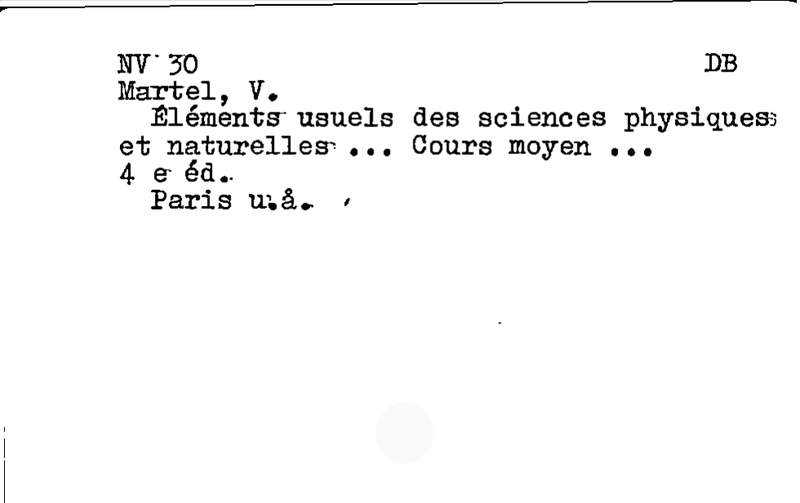 NV 30 DB
Martel, V.
Éléments usuels des sciences physiques
et naturelles ... Cours moyen ...
4 e éd.
Paris u.å.